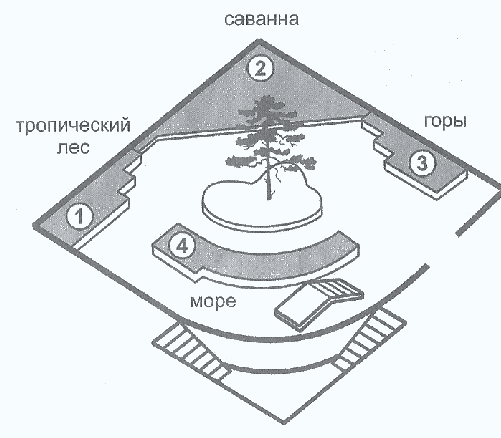 саванна
2
тропический
лес
горы
3
1
4
море